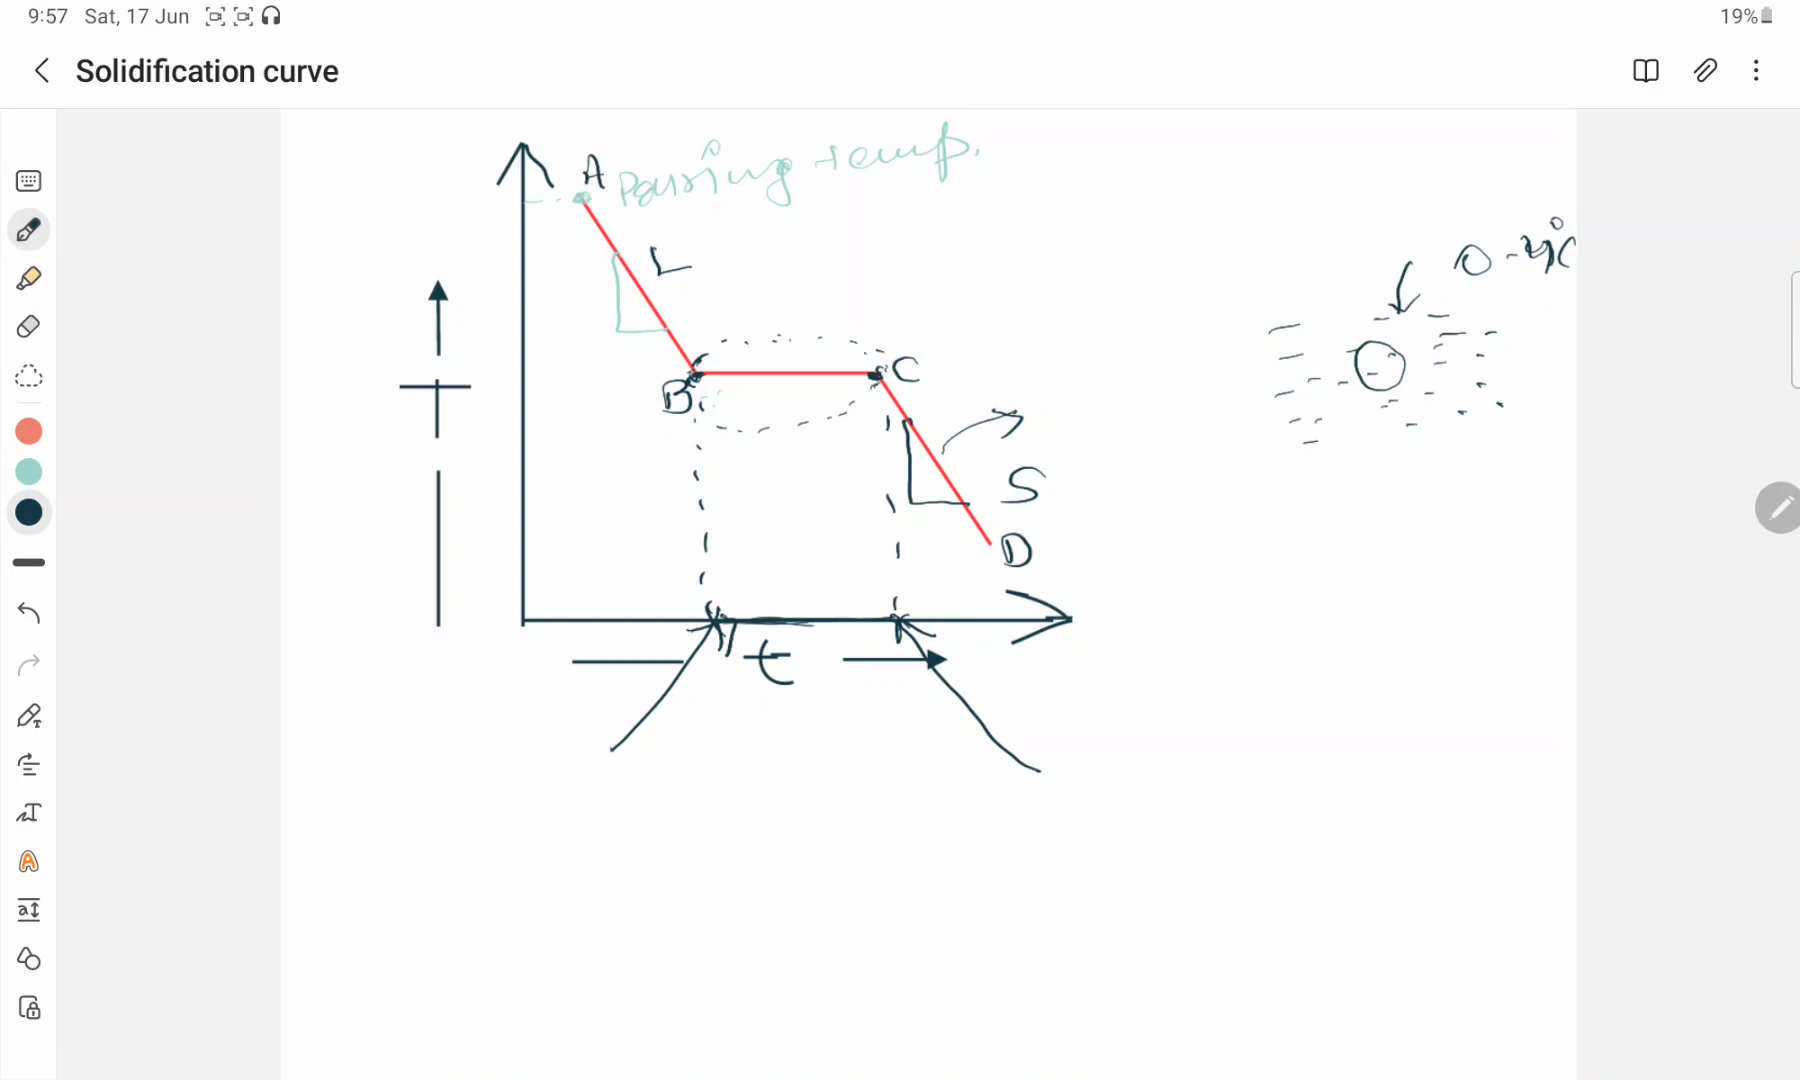 9:57 Sat, 17 Jun
19%
Solidification curve
A
Pouring temp.
L
B
C
S
D
T
t